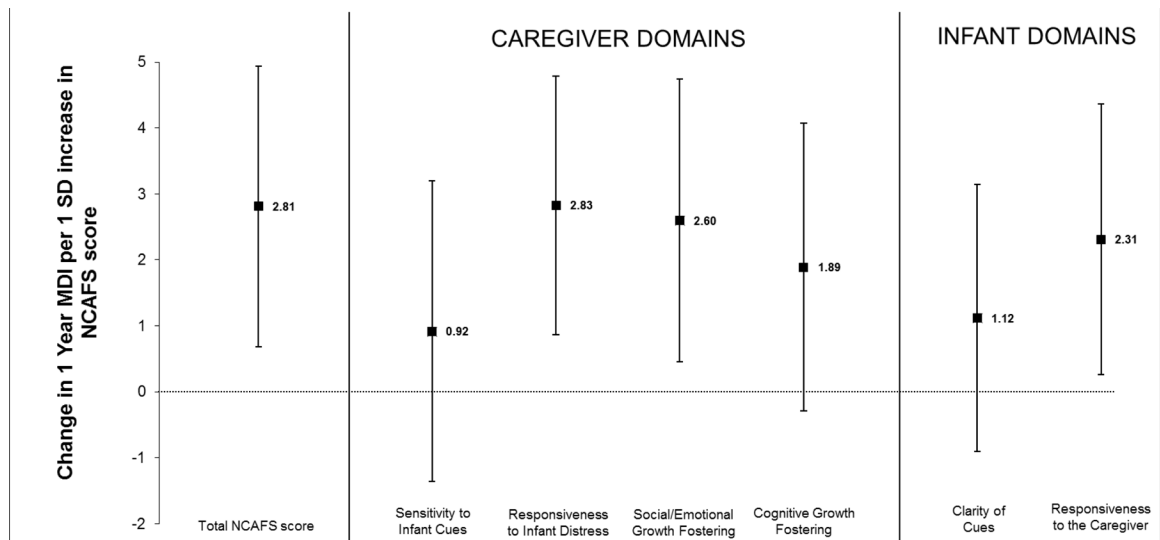 CAREGIVER DOMAINS
INFANT DOMAINS
Change in 1 Year MDI per 1 SD increase in
NCAFS score
5
4
3
2
1
0
-1
-2
2.81
0.92
2.83
2.60
1.89
1.12
2.31
Total NCAFS score
Sensitivity to
Infant Cues
Responsiveness
to Infant Distress
Social/Emotional
Growth Fostering
Cognitive Growth
Fostering
Clarity of
Cues
Responsiveness
to the Caregiver